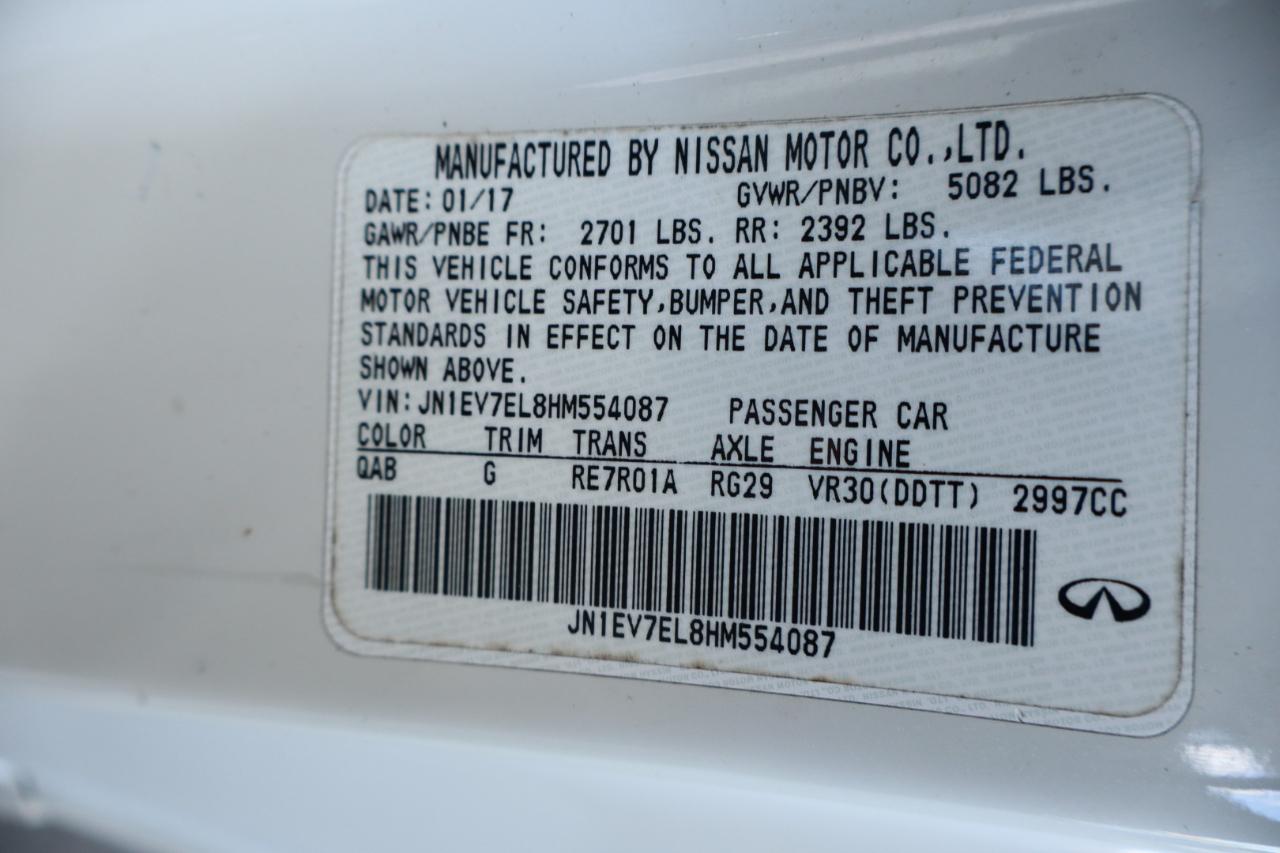 MANUFACTURED BY NISSAN MOTOR CO.,LTD.
DATE: 01/17 GVWR/PNBV: 5082 LBS.
GAWR/PNBE FR: 2701 LBS. RR: 2392 LBS.
THIS VEHICLE CONFORMS TO ALL APPLICABLE FEDERAL
MOTOR VEHICLE SAFETY,BUMPER,AND THEFT PREVENTION
STANDARDS IN EFFECT ON THE DATE OF MANUFACTURE
SHOWN ABOVE.
VIN: JN1EV7EL8HM554087 PASSENGER CAR
COLOR TRIM TRANS AXLE ENGINE
QAB G RE7R01A RG29 VR30(DDTT) 2997CC
JN1EV7EL8HM554087